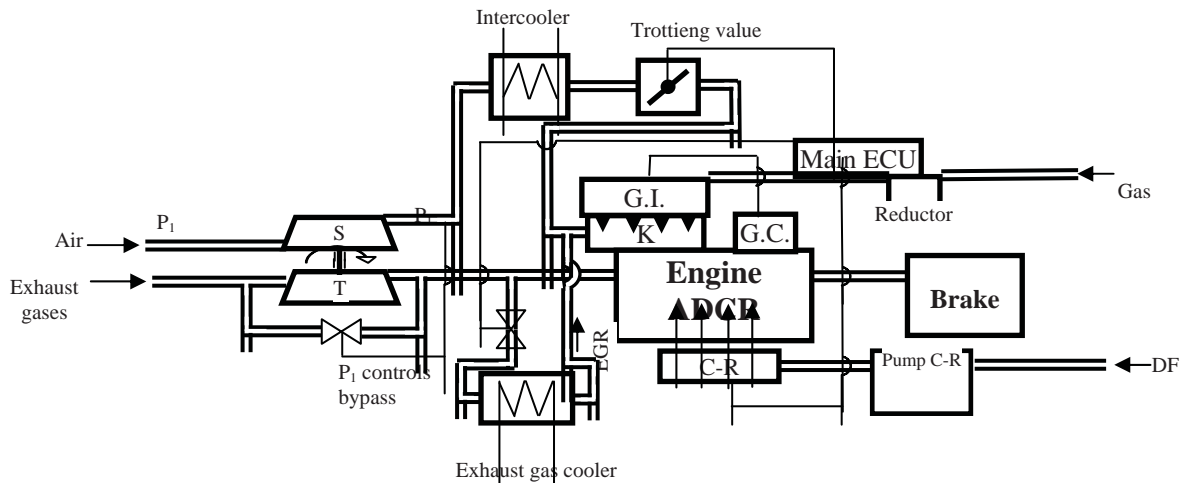 Intercooler
Trottieng value
Main ECU
Gas
Reductor
G.I.
P1
P1
S
K
G.C.
Air
Engine
ADCR
Exhaust
gases
T
Brake
EGR
C-R
Pump C-R
DF
P1 controls
bypass
Exhaust gas cooler